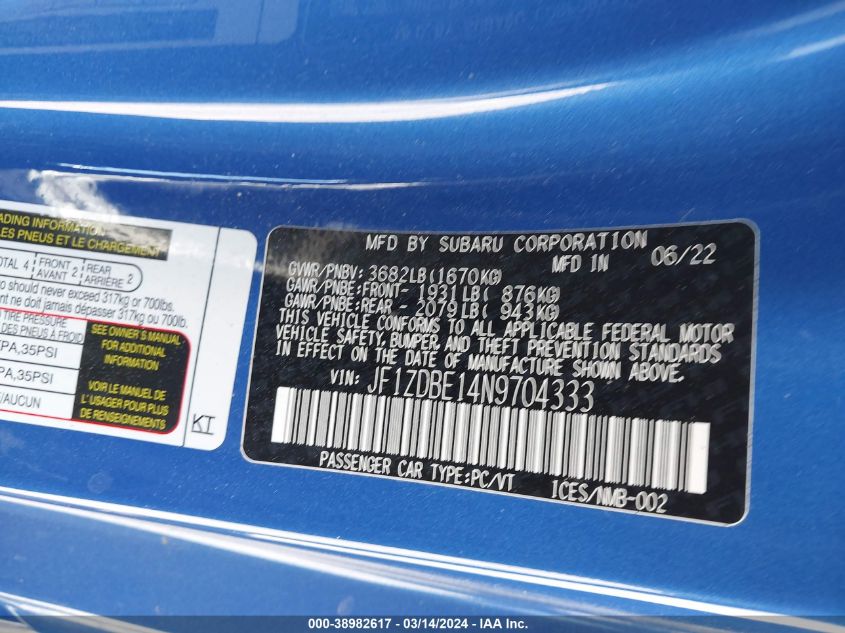 ADING INFORMATION
LES PNEUS ET LE CHARGEMENT
OTAL 4 FRONT 2 REAR 2
AVANT 2 ARRIÈRE
o should never exceed 317kg or 700lbs.
nt ne doit jamais dépasser 317kg ou 700lb.
TIRE PRESSURE
S PNEUS À FROID
PA,35PSI
PA,35PSI
E/AUCUN
SEE OWNER'S MANUAL
FOR ADDITIONAL
INFORMATION
VOIR LE MANUEL DE
L'USAGER POUR PLUS
DE RENSEIGNEMENTS
KT
MFD BY SUBARU CORPORATION
GVWR/PNBV: 3682LB(1670KG) MFD IN 06/22
GAWR/PNBE:FRONT- 1931LB( 876KG)
GAWR/PNBE:REAR - 2079LB( 943KG)
THIS VEHICLE CONFORMS TO ALL APPLICABLE FEDERAL MOTOR
VEHICLE SAFETY, BUMPER, AND THEFT PREVENTION STANDARDS
IN EFFECT ON THE DATE OF MANUFACTURE SHOWN ABOVE.
VIN: JF1ZDBE14N9704333
PASSENGER CAR TYPE:PC/VT ICES/NMB-002
000-38982617 - 03/14/2024 - IAA Inc.